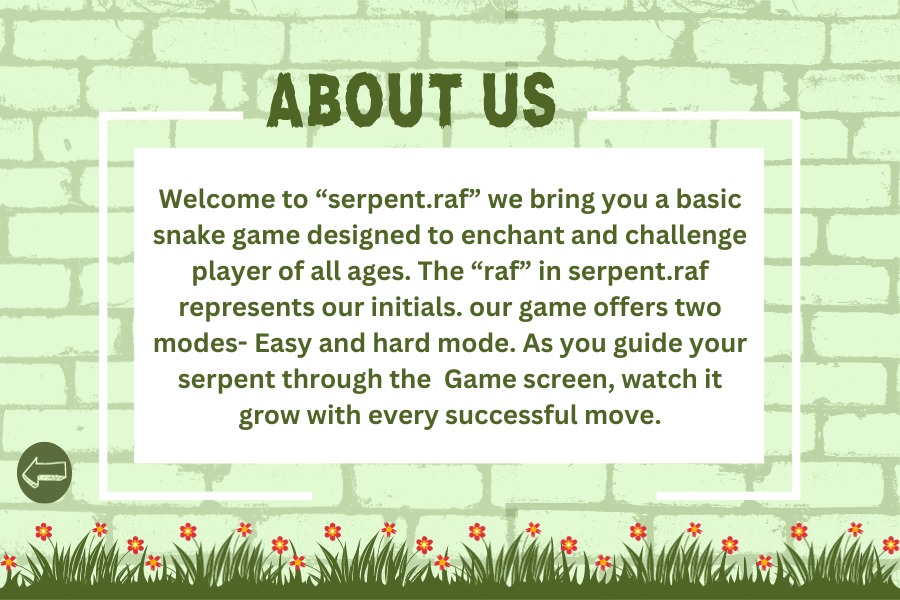 ABOUT US
Welcome to “serpent.raf” we bring you a basic
snake game designed to enchant and challenge
player of all ages. The “raf” in serpent.raf
represents our initials. our game offers two
modes- Easy and hard mode. As you guide your
serpent through the  Game screen, watch it
grow with every successful move.